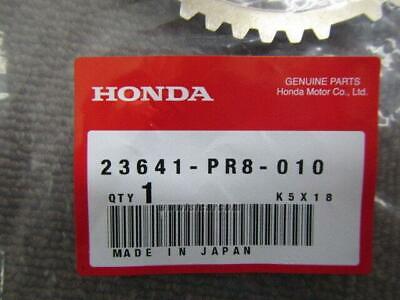 HONDA
GENUINE PARTS
Honda Motor Co., Ltd.
23641-PR8-010
QTY 1
K5X18
MADE IN JAPAN